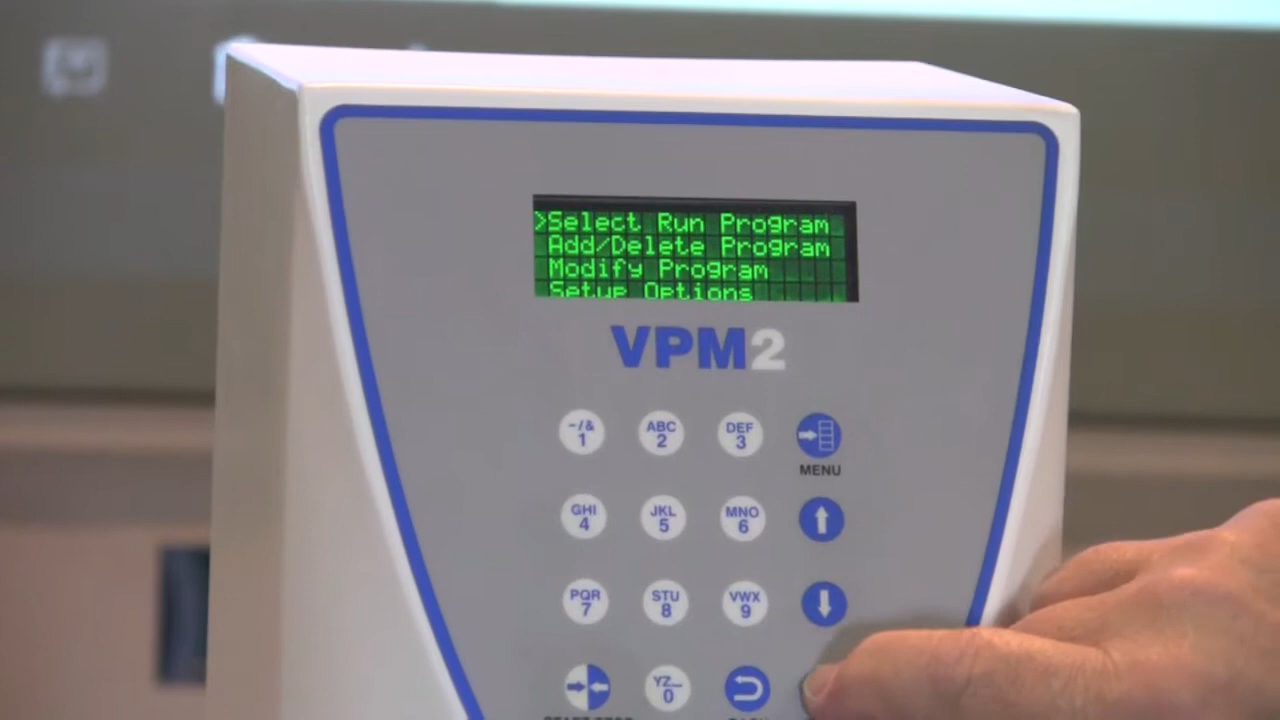 >Select Run Program
Add/Delete Program
Modify Program
Setup Options
VPM2
~/& ABC DEF
1 2 3
MENU
GHI JKL MNO
4 5 6
PQR STU VWX
7 8 9
YZ_
0